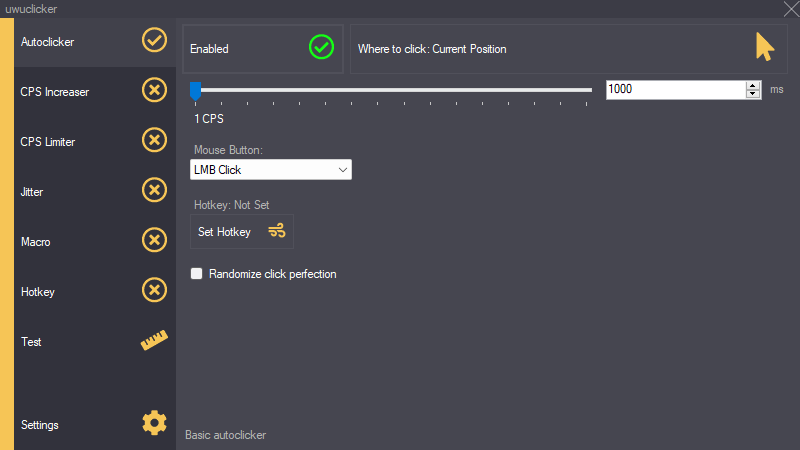 uwuclicker
Autoclicker
CPS Increaser
CPS Limiter
Jitter
Macro
Hotkey
Test
Settings
Enabled
Where to click: Current Position
1000
ms
1 CPS
Mouse Button:
LMB Click
Hotkey: Not Set
Set Hotkey
Randomize click perfection
Basic autoclicker